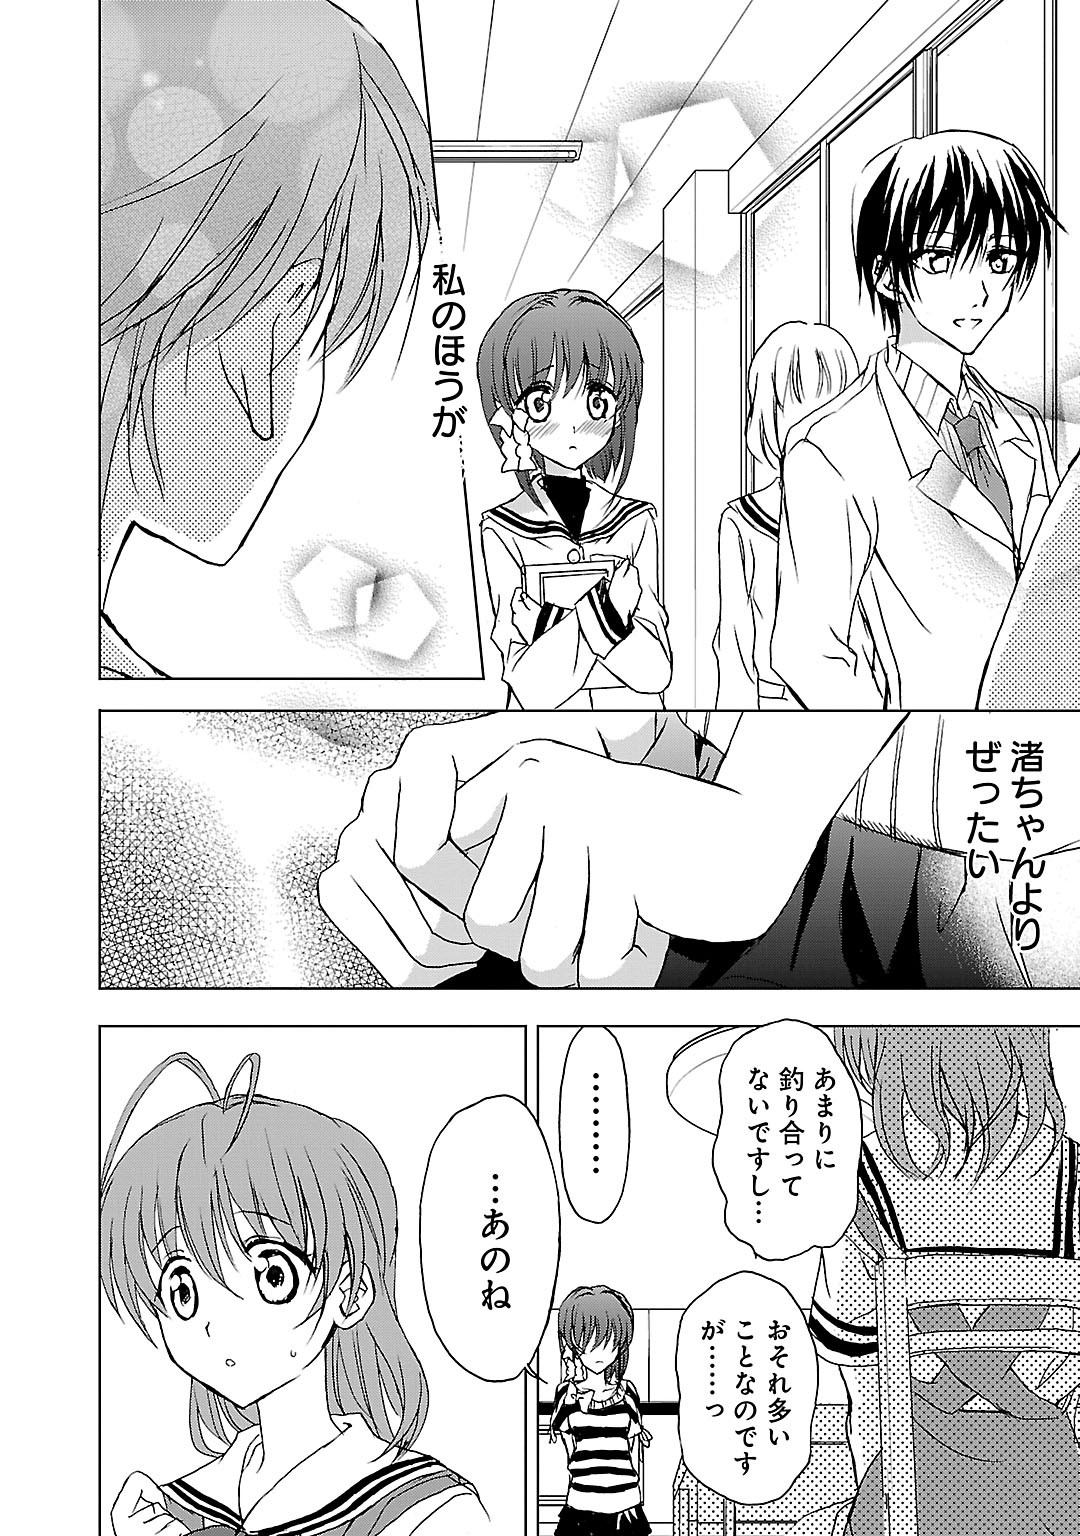 私のほうが
渚ちゃんより
ぜったい
あまりに
釣り合って
ないですし…
おそれ多い
ことなのです
が………っ
………
…あのね